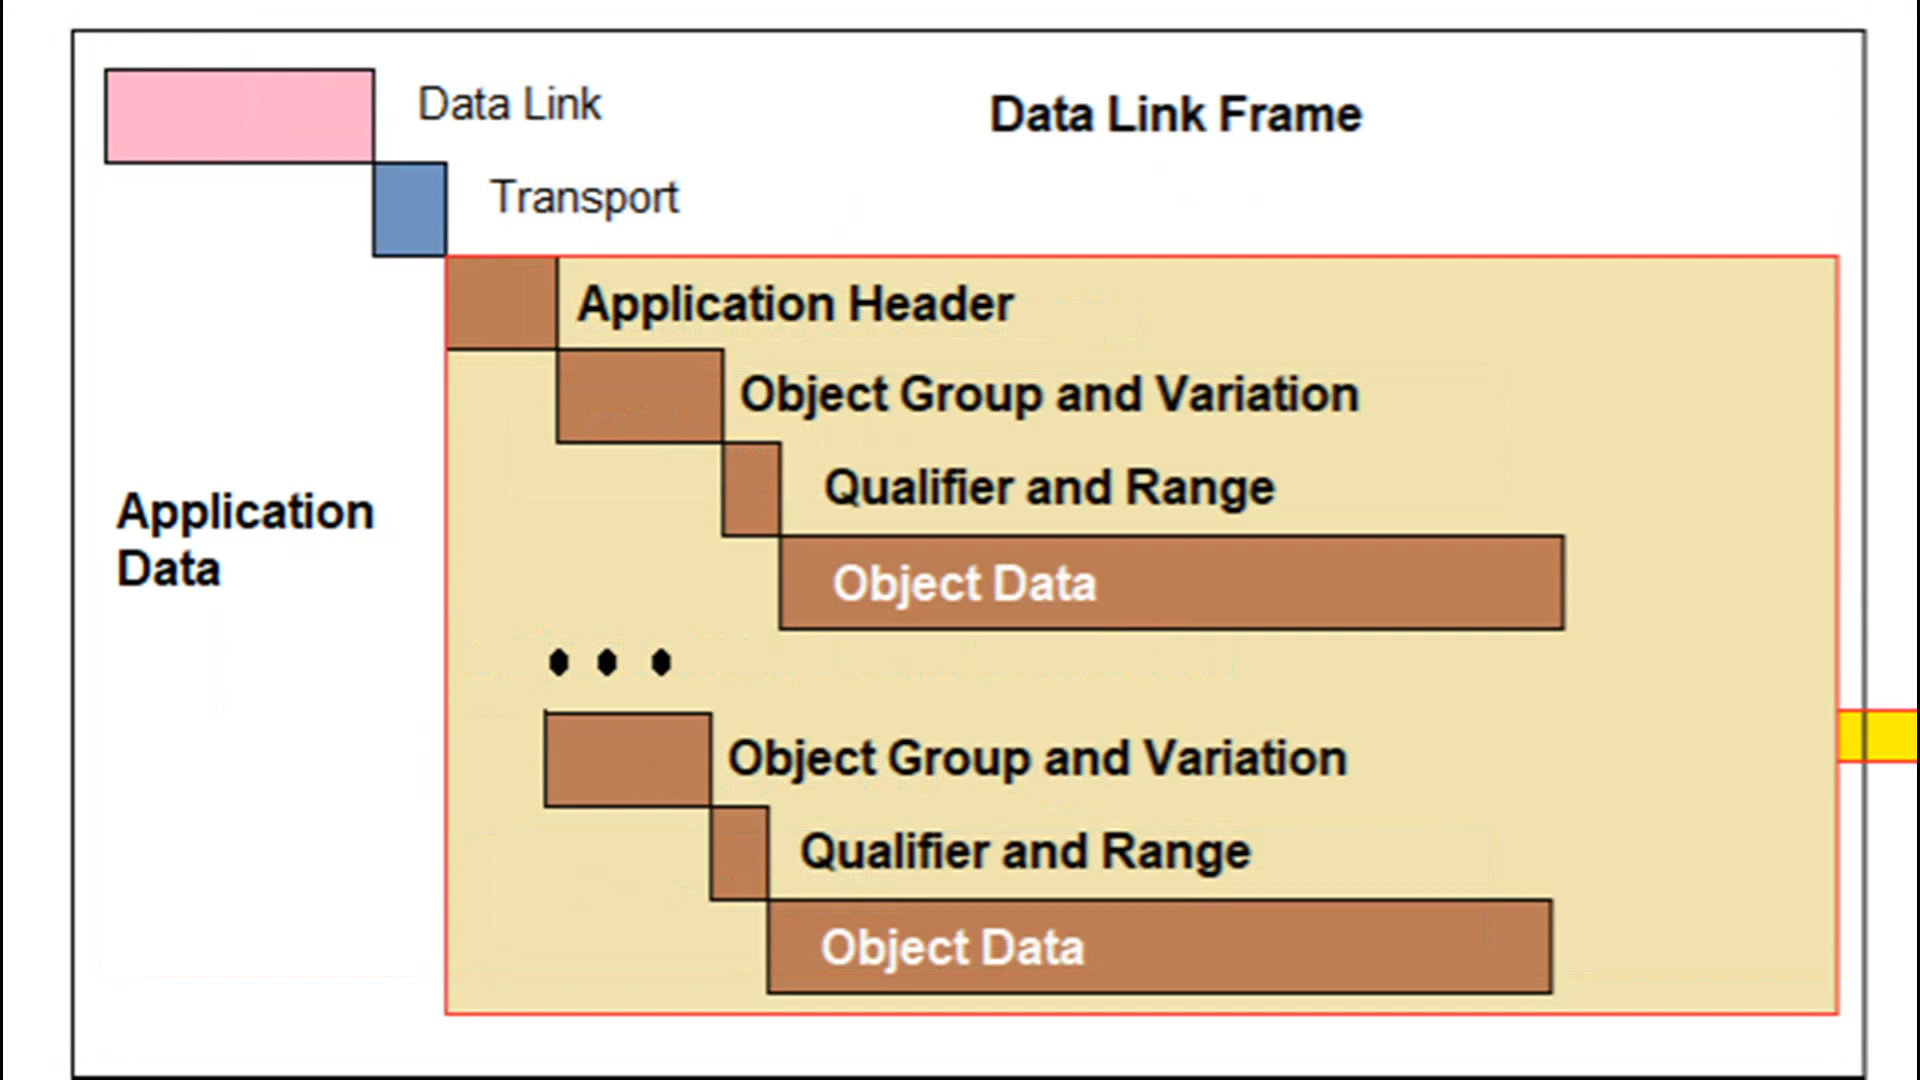 Data Link
Data Link Frame
Transport
Application Header
Object Group and Variation
Qualifier and Range
Application
Data
Object Data
Object Group and Variation
Qualifier and Range
Object Data